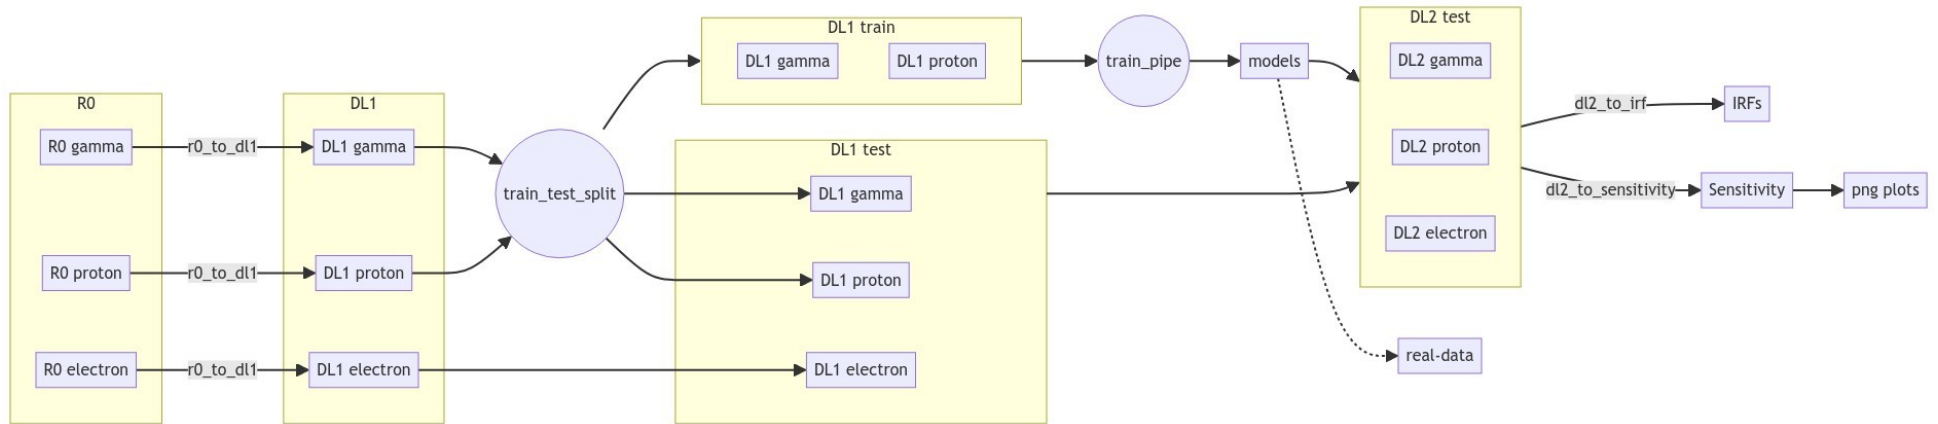 R0
R0 gamma
R0 proton
R0 electron
r0_to_dl1
r0_to_dl1
r0_to_dl1
DL1
DL1 gamma
DL1 proton
DL1 electron
train_test_split
DL1 train
DL1 gamma
DL1 proton
DL1 test
DL1 gamma
DL1 proton
DL1 electron
train_pipe
models
DL2 test
DL2 gamma
DL2 proton
DL2 electron
real-data
dl2_to_irf
IRFs
dl2_to_sensitivity
Sensitivity
png plots